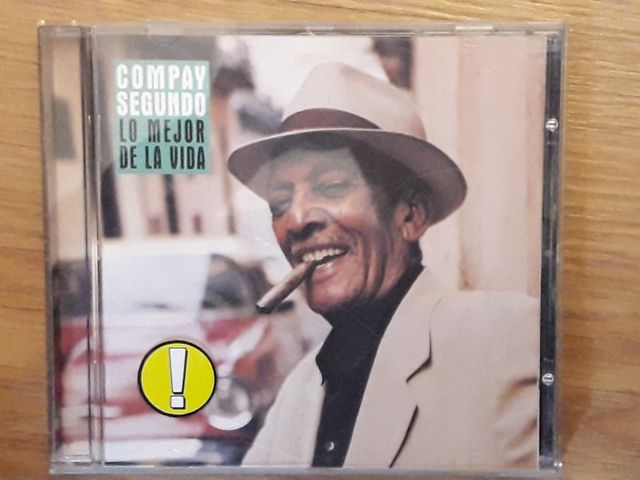 COMPAY
SEGUNDO
LO MEJOR
DE LA VIDA
!